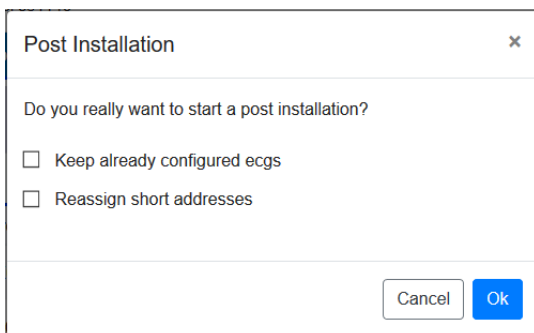 Post Installation ×
Do you really want to start a post installation?
Keep already configured ecgs
Reassign short addresses
Cancel Ok